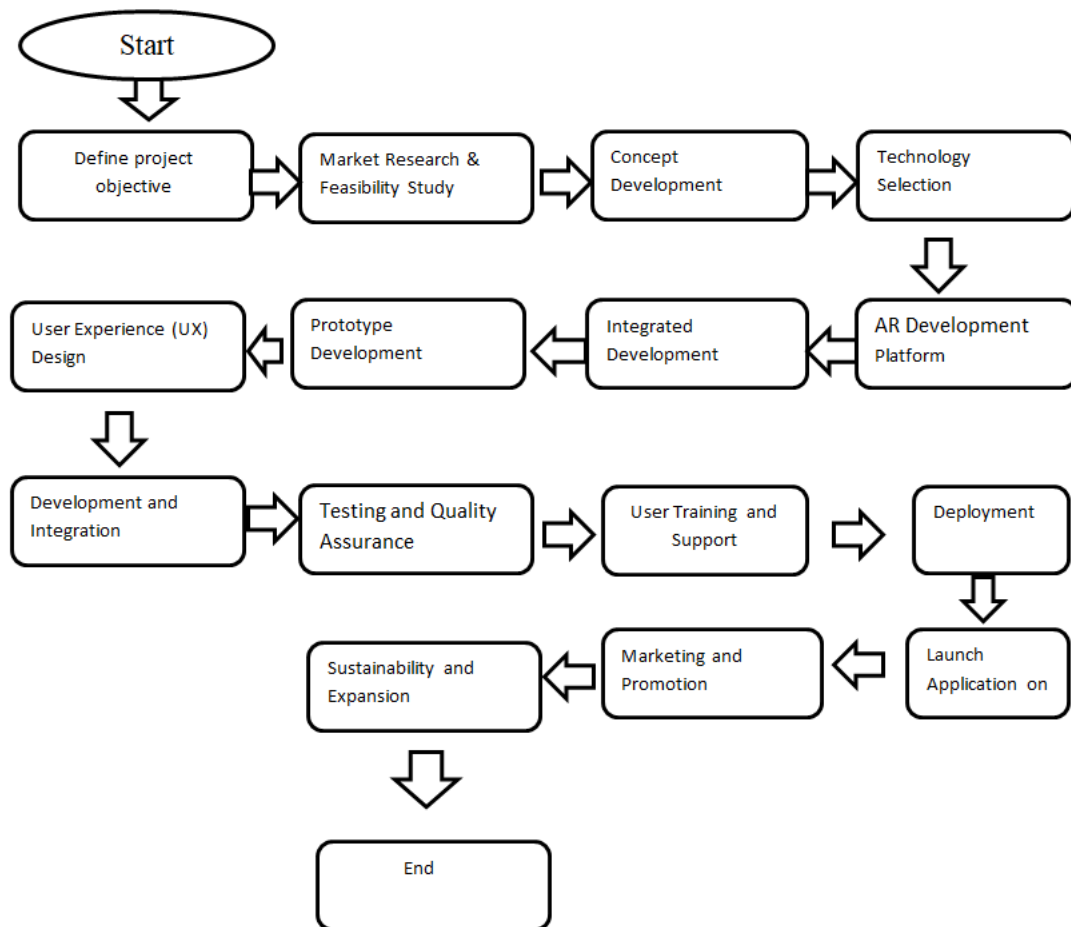 Start
Define project
objective
Market Research &
Feasibility Study
Concept
Development
Technology
Selection
AR Development
Platform
Integrated
Development
Prototype
Development
User Experience (UX)
Design
Development and
Integration
Testing and Quality
Assurance
User Training and
Support
Deployment
Launch
Application on
Marketing and
Promotion
Sustainability and
Expansion
End